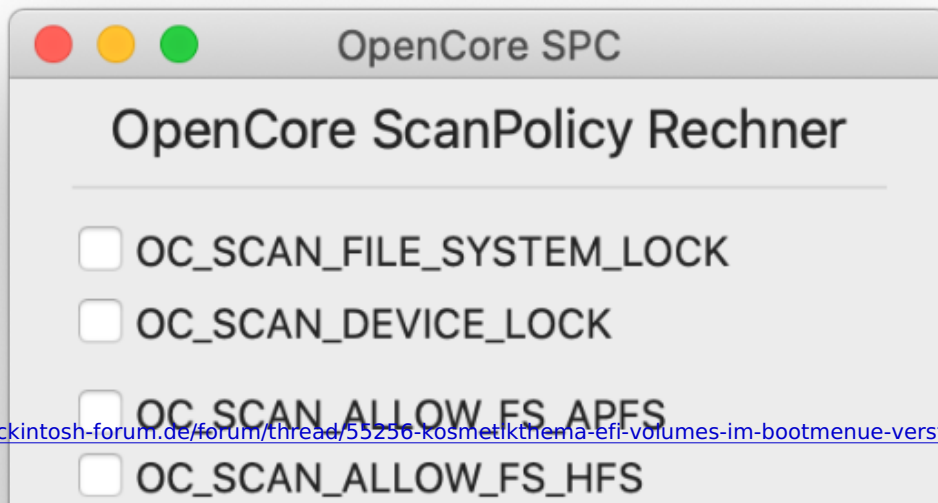 OpenCore SPC
OpenCore ScanPolicy Rechner
OC_SCAN_FILE_SYSTEM_LOCK
OC_SCAN_DEVICE_LOCK
OC_SCAN_ALLOW_FS_APFS
ckintosh-forum.de/forum/thread/55256-kosmetikthema-efi-volumes-im-bootmenue-vers
OC_SCAN_ALLOW_FS_HFS